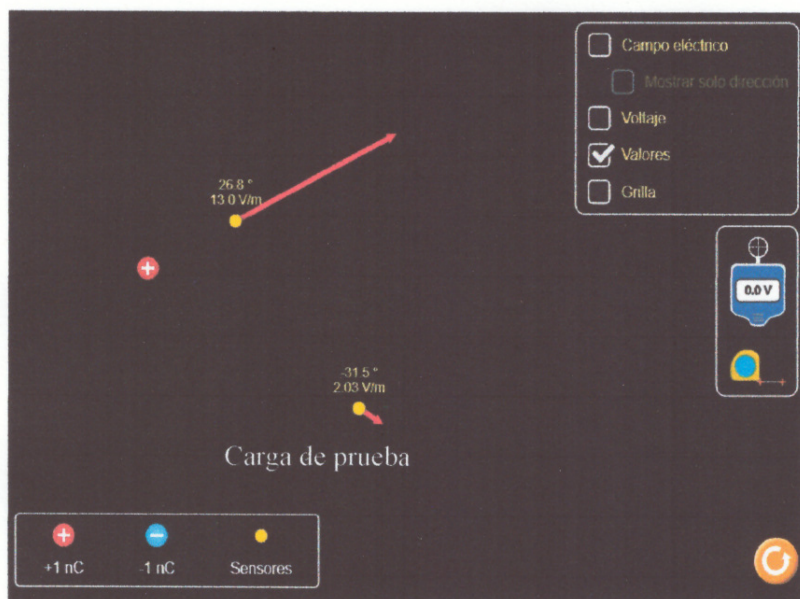 Campo eléctrico
Mostrar solo dirección
Voltaje
Valores
Grilla
26.8 °
13.0 V/m
0.0 V
-31.5 °
2.03 V/m
Carga de prueba
+1 nC
-1 nC
Sensores